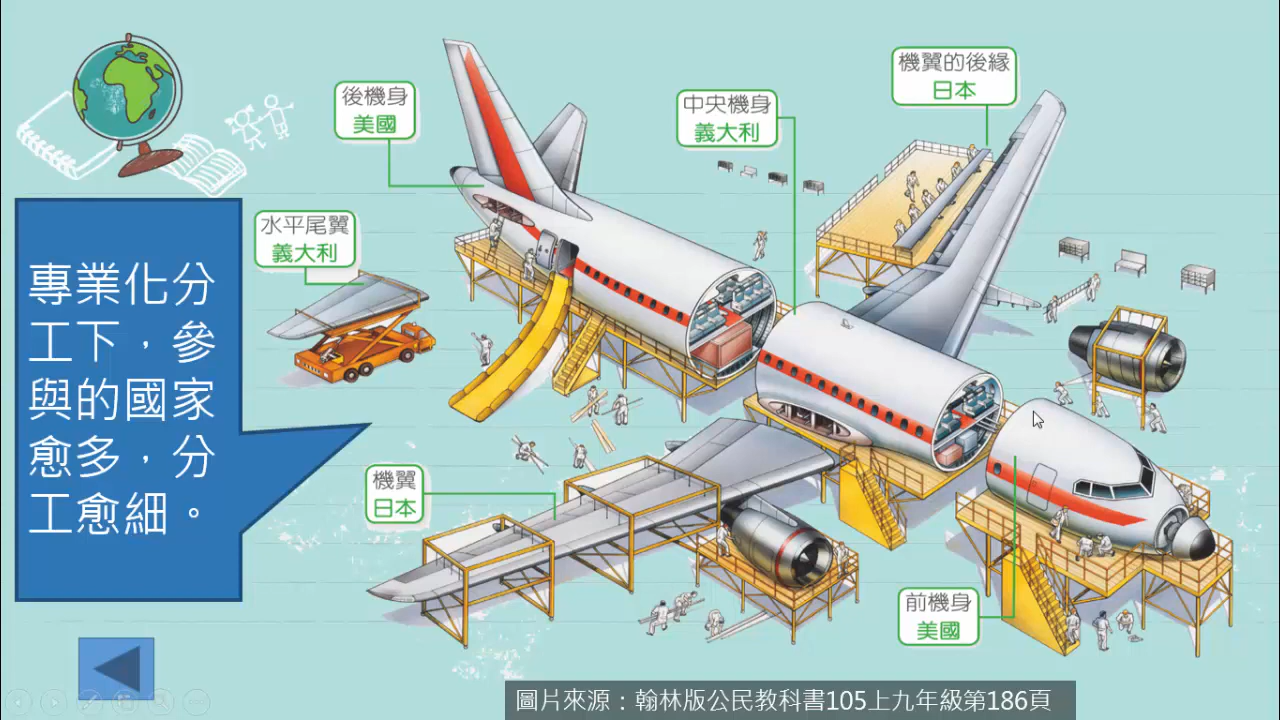 機翼的後緣
日本
後機身
美國
中央機身
義大利
水平尾翼
義大利
專業化分
工下，參
與的國家
愈多，分
工愈細。
機翼
日本
前機身
美國
圖片來源：翰林版公民教科書105上九年級第186頁